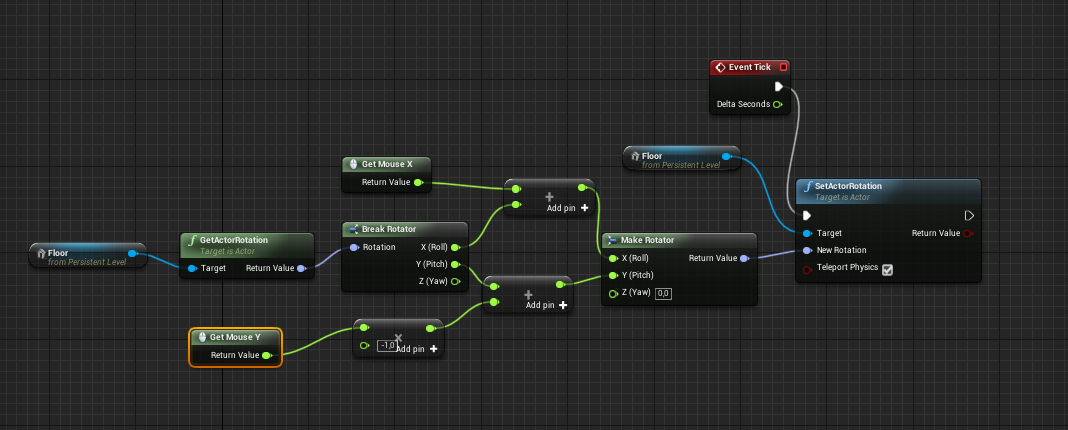 Event Tick
Delta Seconds
Floor
from Persistent Level
Get Mouse X
Return Value
Add pin
SetActorRotation
Target is Actor
Target
Return Value
New Rotation
Teleport Physics
Break Rotator
Rotation
X (Roll)
Y (Pitch)
Z (Yaw)
GetActorRotation
Target is Actor
Target
Return Value
Floor
from Persistent Level
Make Rotator
X (Roll)
Return Value
Y (Pitch)
Z (Yaw)
0,0
Add pin
Get Mouse Y
Return Value
-1,0
Add pin